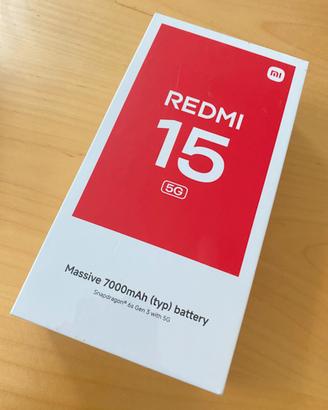 mi
REDMI
15
5G
Massive 7000mAh (typ) battery
Snapdragon® 6s Gen 3 with 5G